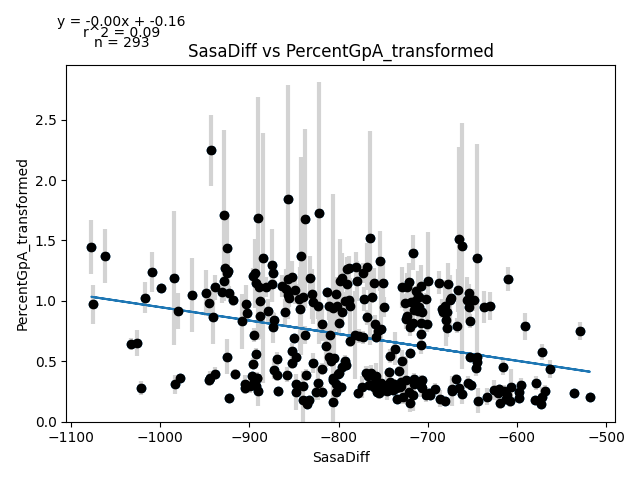 y = -0.00x + -0.16
r^2 = 0.09
n = 293
SasaDiff vs PercentGpA_transformed
PercentGpA_transformed
2.5
2.0
1.5
1.0
0.5
0.0
−1100 −1000 −900 −800 −700 −600 −500
SasaDiff